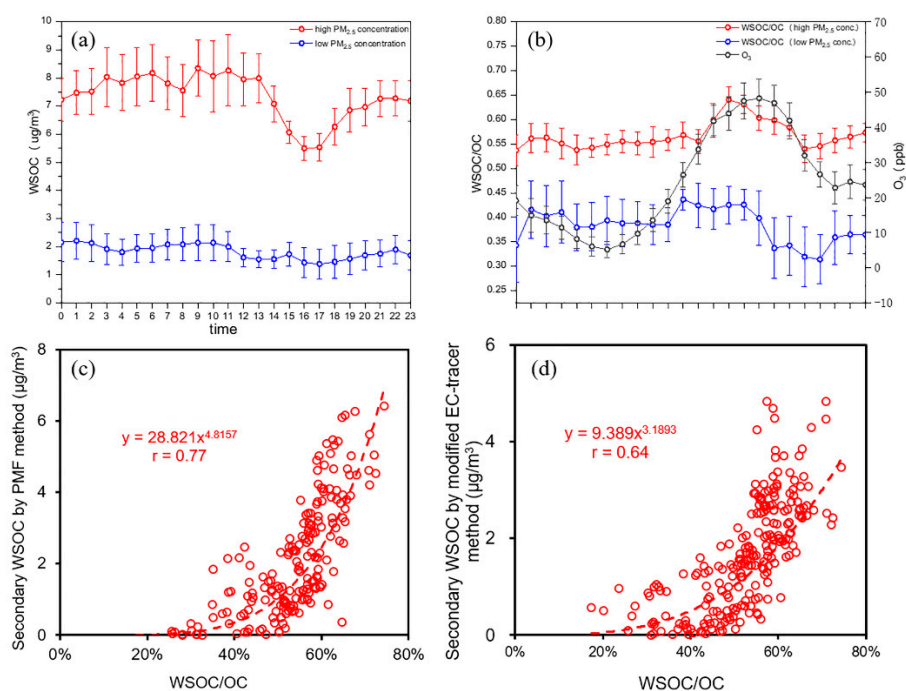 (a)
high PM2.5 concentration
low PM2.5 concentration
WSOC (ug/m³)
10
9
8
7
6
5
4
3
2
1
0
0 1 2 3 4 5 6 7 8 9 10 11 12 13 14 15 16 17 18 19 20 21 22 23
time
(b)
WSOC/OC (high PM2.5 conc.)
WSOC/OC (low PM2.5 conc.)
O3
WSOC/OC
0.80
0.75
0.70
0.65
0.60
0.55
0.50
0.45
0.40
0.35
0.30
0.25
70
60
50
40
30
20
10
0
-10
O3 (ppb)
(c)
y = 28.821x^4.8157
r = 0.77
Secondary WSOC by PMF method (μg/m³)
8
6
4
2
0
0% 20% 40% 60% 80%
WSOC/OC
(d)
y = 9.389x^3.1893
r = 0.64
Secondary WSOC by modified EC-tracer
method (μg/m³)
6
4
2
0
0% 20% 40% 60% 80%
WSOC/OC